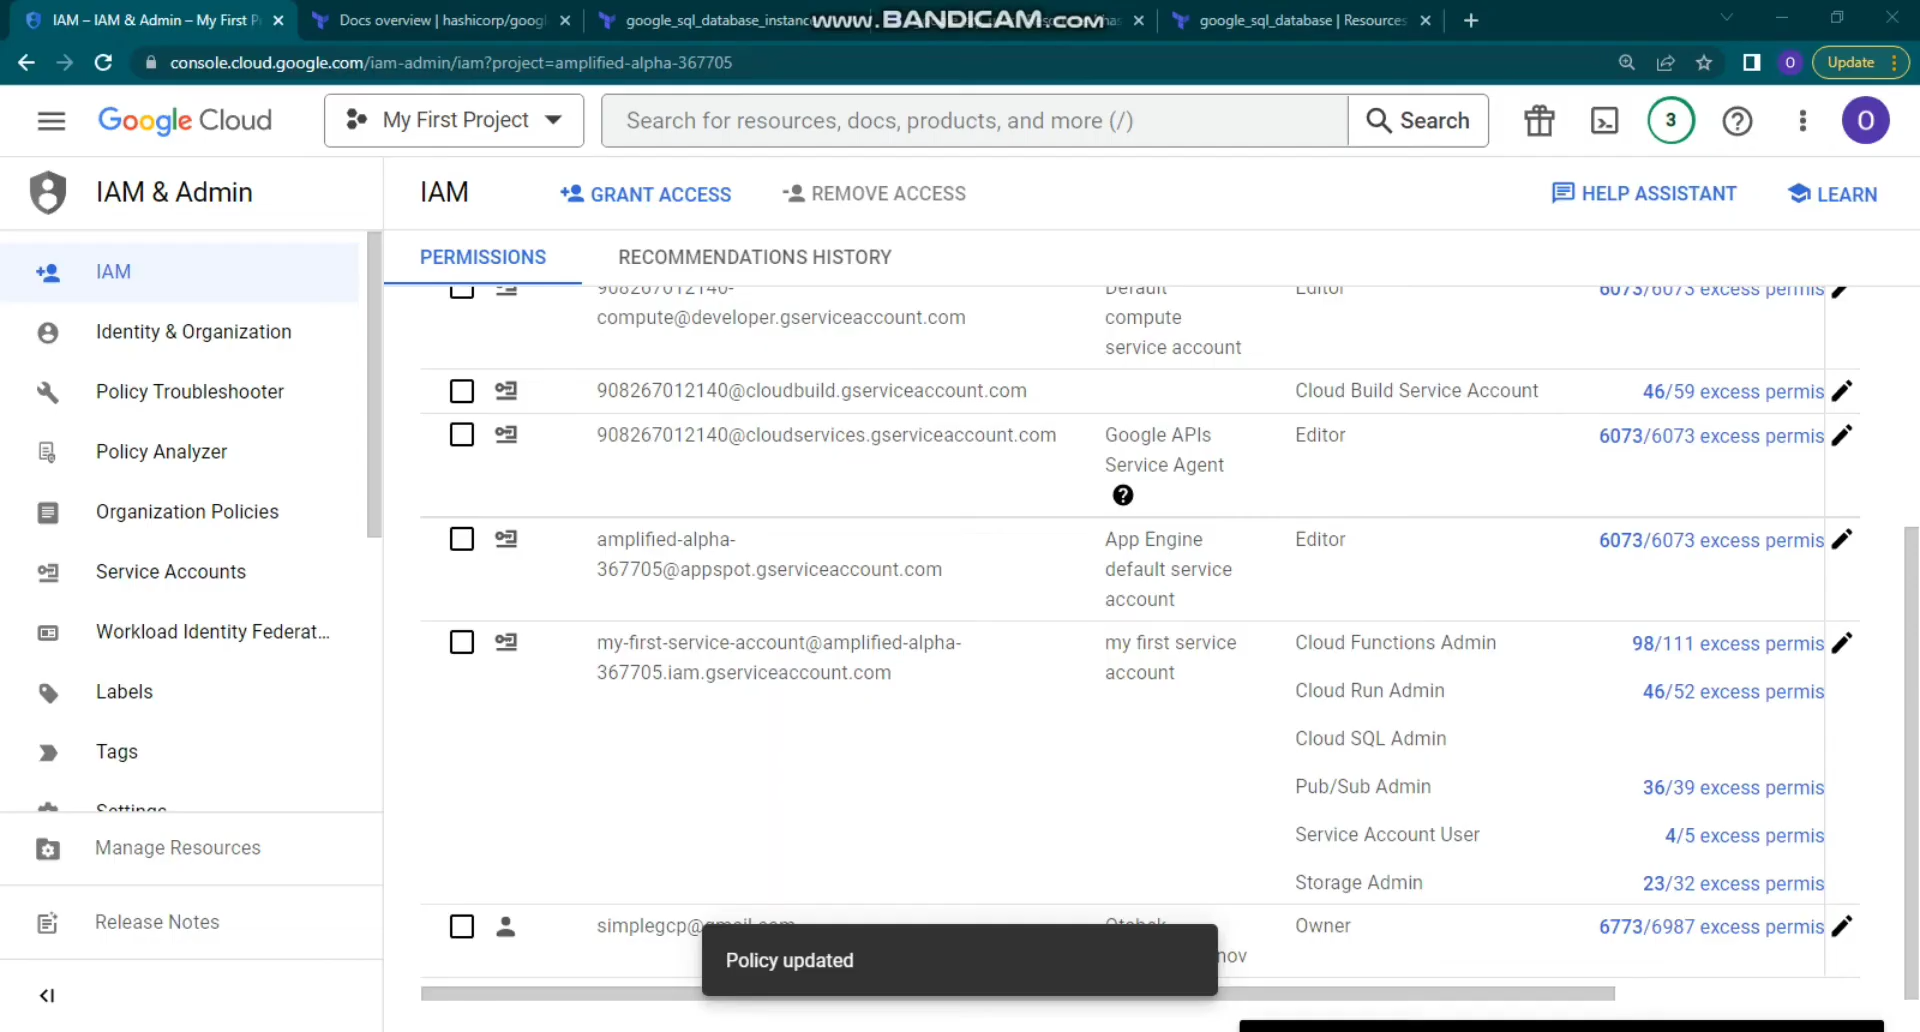 IAM – IAM & Admin – My First P
Docs overview | hashicorp/googl
google_sql_database_instanc
google_sql_database | Resources
www.BANDICAM.com
console.cloud.google.com/iam-admin/iam?project=amplified-alpha-367705
O
Update
Google Cloud
My First Project
Search for resources, docs, products, and more (/)
Search
3
O
IAM & Admin
IAM
GRANT ACCESS
REMOVE ACCESS
HELP ASSISTANT
LEARN
PERMISSIONS
RECOMMENDATIONS HISTORY
IAM
Identity & Organization
Policy Troubleshooter
Policy Analyzer
Organization Policies
Service Accounts
Workload Identity Federat...
Labels
Tags
Settings
Manage Resources
Release Notes
908267012140-
compute@developer.gserviceaccount.com
Default
compute
service account
Editor
6073/6073 excess permis
908267012140@cloudbuild.gserviceaccount.com
Cloud Build Service Account
46/59 excess permis
908267012140@cloudservices.gserviceaccount.com
Google APIs
Service Agent
Editor
6073/6073 excess permis
amplified-alpha-
367705@appspot.gserviceaccount.com
App Engine
default service
account
Editor
6073/6073 excess permis
my-first-service-account@amplified-alpha-
367705.iam.gserviceaccount.com
my first service
account
Cloud Functions Admin
98/111 excess permis
Cloud Run Admin
46/52 excess permis
Cloud SQL Admin
Pub/Sub Admin
36/39 excess permis
Service Account User
4/5 excess permis
Storage Admin
23/32 excess permis
simplegcp@gmail.com
Otabek
nov
Owner
6773/6987 excess permis
Policy updated